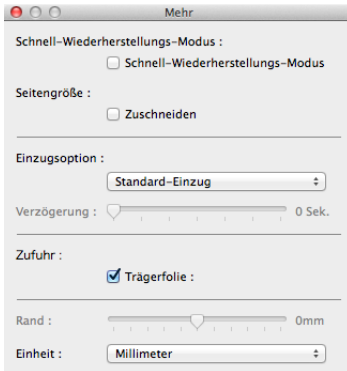 Mehr
Schnell-Wiederherstellungs-Modus :
Schnell-Wiederherstellungs-Modus
Seitengröße :
Zuschneiden
Einzugsoption :
Standard-Einzug
Verzögerung : 0 Sek.
Zufuhr :
Trägerfolie :
Rand : 0mm
Einheit : Millimeter